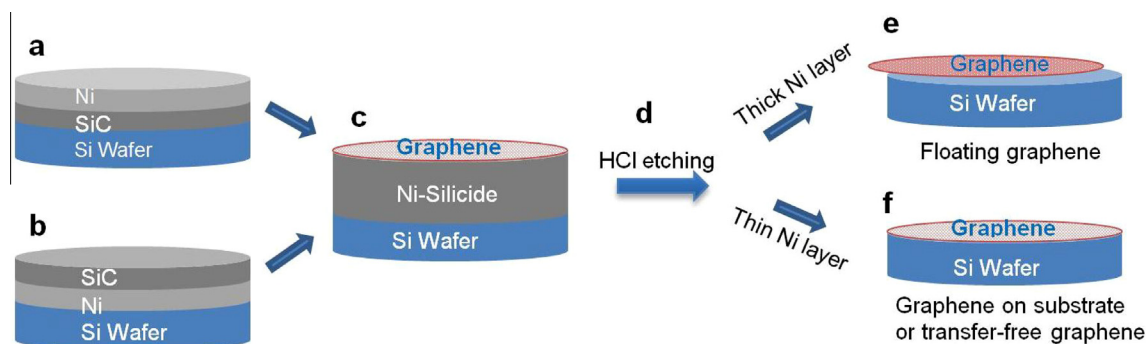 a
Ni
SiC
Si Wafer
b
SiC
Ni
Si Wafer
c
Graphene
Ni-Silicide
Si Wafer
d
HCl etching
Thick Ni layer
Thin Ni layer
e
Graphene
Si Wafer
Floating graphene
f
Graphene
Si Wafer
Graphene on substrate
or transfer-free graphene